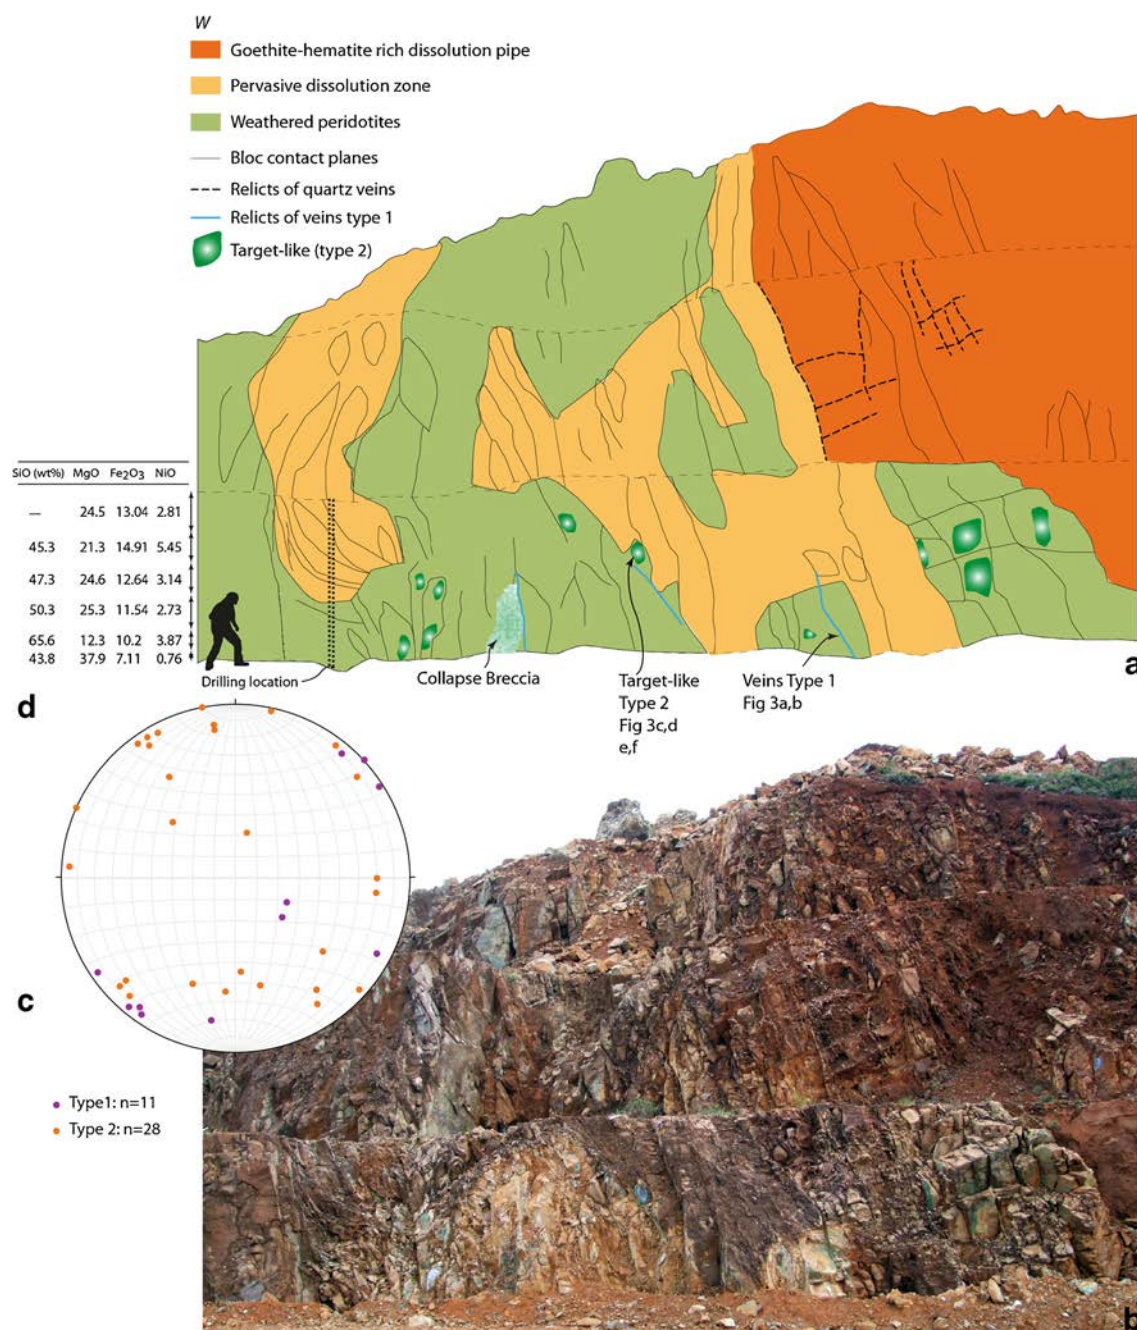 W
Goethite-hematite rich dissolution pipe
Pervasive dissolution zone
Weathered peridotites
Bloc contact planes
Relicts of quartz veins
Relicts of veins type 1
Target-like (type 2)
SiO (wt%) MgO Fe2O3 NiO
— 24.5 13.04 2.81
45.3 21.3 14.91 5.45
47.3 24.6 12.64 3.14
50.3 25.3 11.54 2.73
65.6 12.3 10.2 3.87
43.8 37.9 7.11 0.76
Drilling location
Collapse Breccia
Target-like
Type 2
Fig 3c,d
e,f
Veins Type 1
Fig 3a,b
a
d
c
Type1: n=11
Type 2: n=28
b